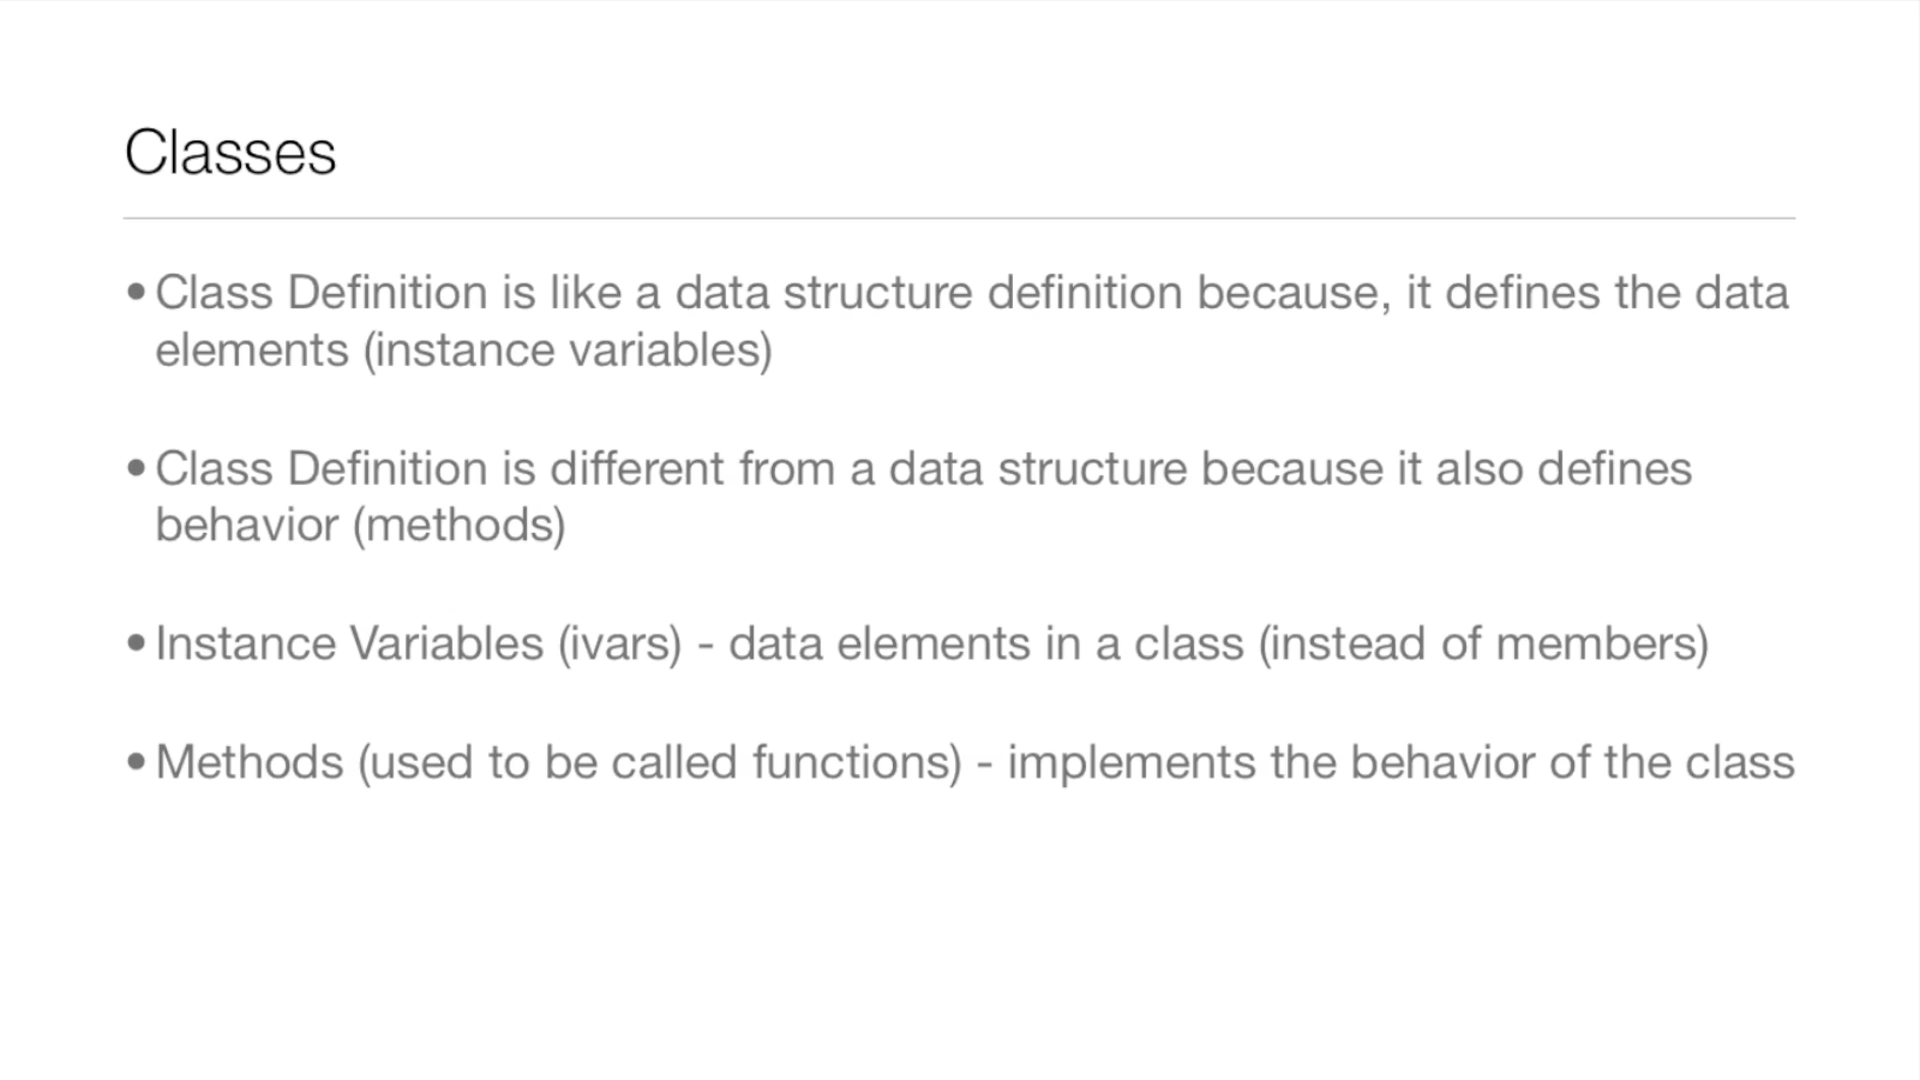 Classes
• Class Definition is like a data structure definition because, it defines the data
elements (instance variables)
• Class Definition is different from a data structure because it also defines
behavior (methods)
• Instance Variables (ivars) - data elements in a class (instead of members)
• Methods (used to be called functions) - implements the behavior of the class